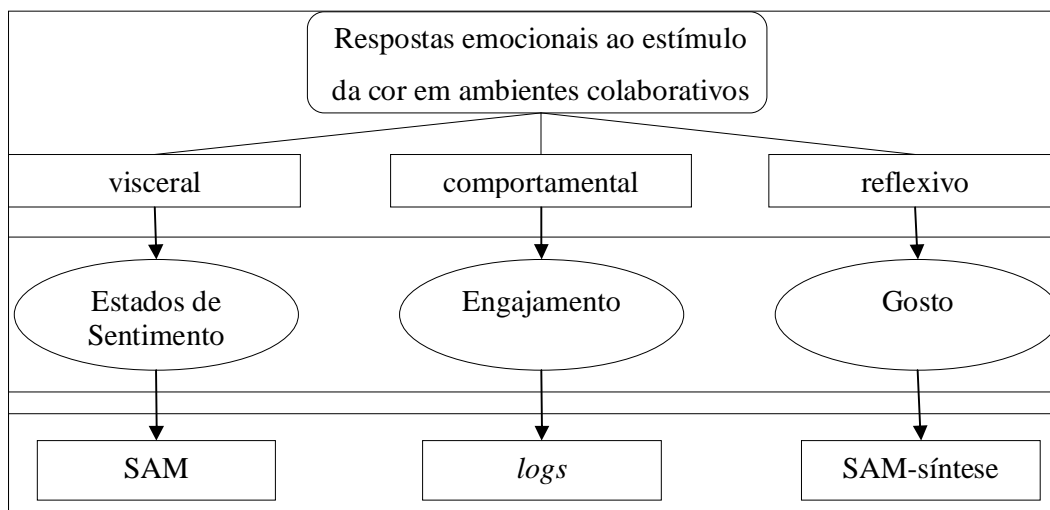 Respostas emocionais ao estímulo
da cor em ambientes colaborativos
visceral
comportamental
reflexivo
Estados de
Sentimento
Engajamento
Gosto
SAM
logs
SAM-síntese